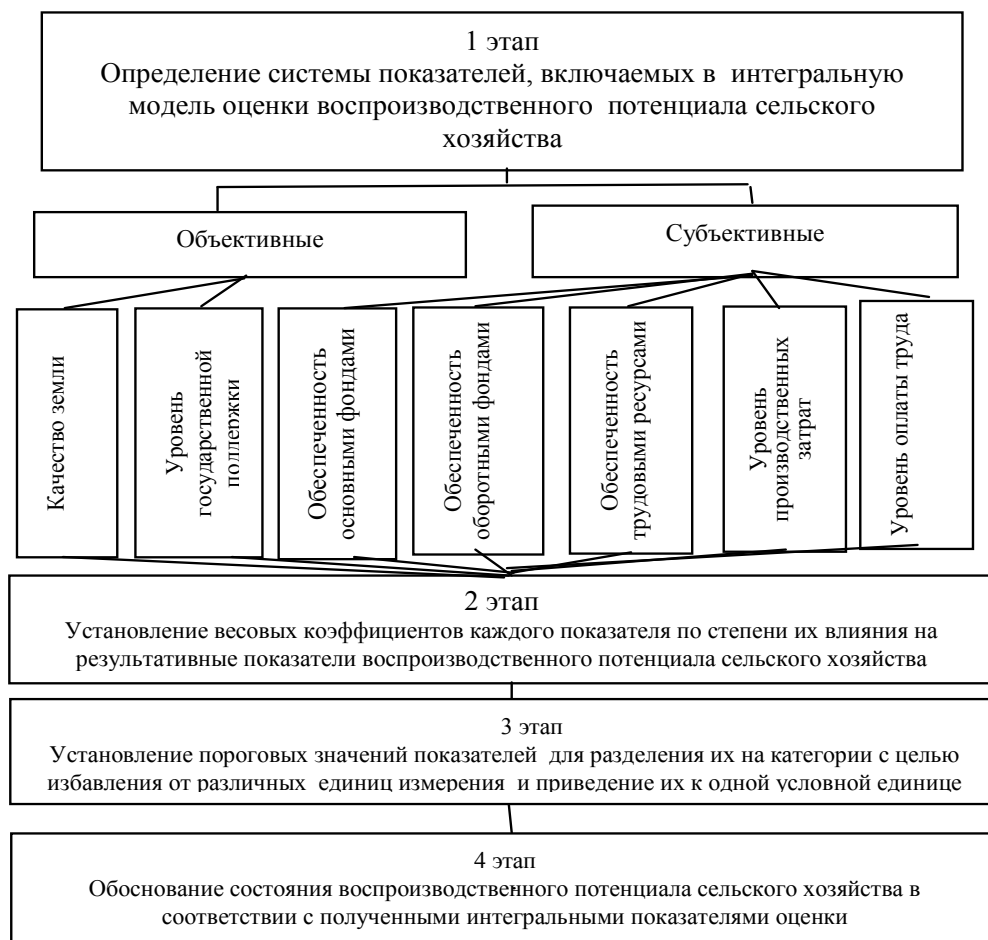 1 этап
Определение системы показателей, включаемых в интегральную
модель оценки воспроизводственного потенциала сельского
хозяйства
Объективные
Субъективные
Качество земли
Уровень
государственной
поллержки
Обеспеченность
основными фондами
Обеспеченность
оборотными фондами
Обеспеченность
трудовыми ресурсами
Уровень
производственных
затрат
Уровень оплаты труда
2 этап
Установление весовых коэффициентов каждого показателя по степени их влияния на
результативные показатели воспроизводственного потенциала сельского хозяйства
3 этап
Установление пороговых значений показателей для разделения их на категории с целью
избавления от различных единиц измерения и приведение их к одной условной единице
4 этап
Обоснование состояния воспроизводственного потенциала сельского хозяйства в
соответствии с полученными интегральными показателями оценки